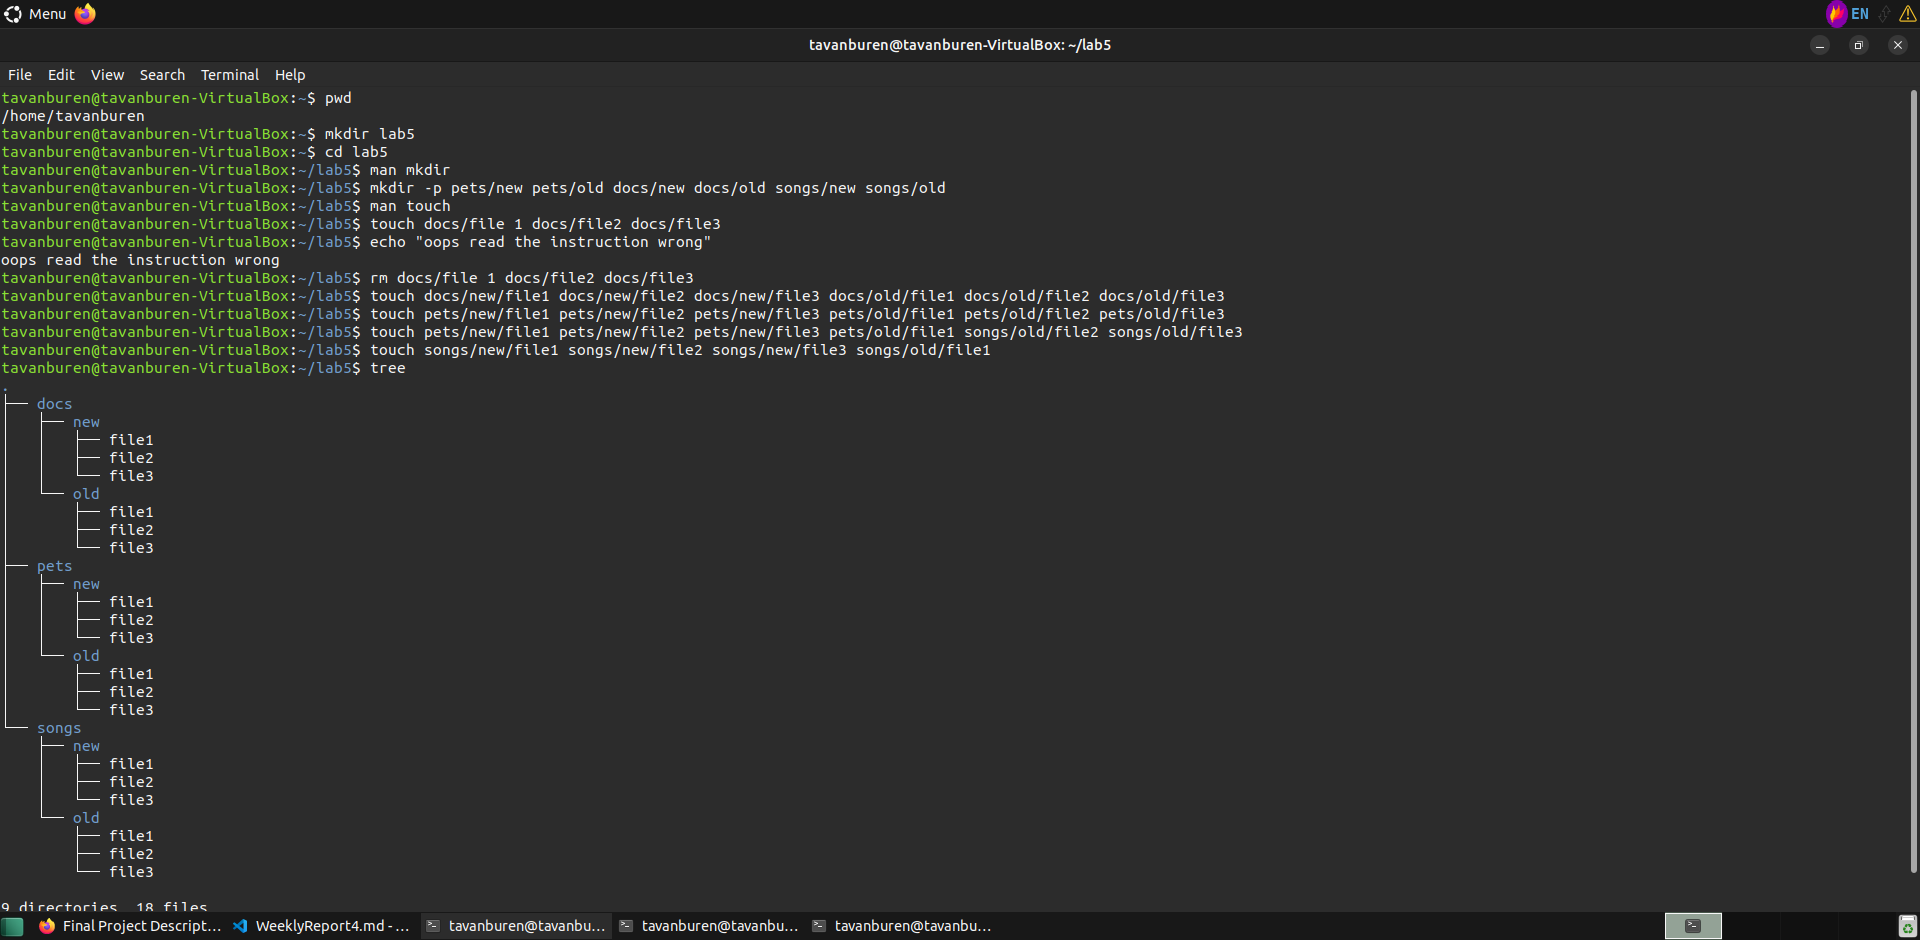 Menu
EN
tavanburen@tavanburen-VirtualBox: ~/lab5
File Edit View Search Terminal Help
tavanburen@tavanburen-VirtualBox:~$ pwd
/home/tavanburen
tavanburen@tavanburen-VirtualBox:~$ mkdir lab5
tavanburen@tavanburen-VirtualBox:~$ cd lab5
tavanburen@tavanburen-VirtualBox:~/lab5$ man mkdir
tavanburen@tavanburen-VirtualBox:~/lab5$ mkdir -p pets/new pets/old docs/new docs/old songs/new songs/old
tavanburen@tavanburen-VirtualBox:~/lab5$ man touch
tavanburen@tavanburen-VirtualBox:~/lab5$ touch docs/file 1 docs/file2 docs/file3
tavanburen@tavanburen-VirtualBox:~/lab5$ echo "oops read the instruction wrong"
oops read the instruction wrong
tavanburen@tavanburen-VirtualBox:~/lab5$ rm docs/file 1 docs/file2 docs/file3
tavanburen@tavanburen-VirtualBox:~/lab5$ touch docs/new/file1 docs/new/file2 docs/new/file3 docs/old/file1 docs/old/file2 docs/old/file3
tavanburen@tavanburen-VirtualBox:~/lab5$ touch pets/new/file1 pets/new/file2 pets/new/file3 pets/old/file1 pets/old/file2 pets/old/file3
tavanburen@tavanburen-VirtualBox:~/lab5$ touch pets/new/file1 pets/new/file2 pets/new/file3 pets/old/file1 songs/old/file2 songs/old/file3
tavanburen@tavanburen-VirtualBox:~/lab5$ touch songs/new/file1 songs/new/file2 songs/new/file3 songs/old/file1
tavanburen@tavanburen-VirtualBox:~/lab5$ tree
.
├── docs
│   ├── new
│   │   ├── file1
│   │   ├── file2
│   │   └── file3
│   └── old
│       ├── file1
│       ├── file2
│       └── file3
├── pets
│   ├── new
│   │   ├── file1
│   │   ├── file2
│   │   └── file3
│   └── old
│       ├── file1
│       ├── file2
│       └── file3
└── songs
    ├── new
    │   ├── file1
    │   ├── file2
    │   └── file3
    └── old
        ├── file1
        ├── file2
        └── file3
9 directories, 18 files
Final Project Descript... WeeklyReport4.md - ... tavanburen@tavanbu... tavanburen@tavanbu... tavanburen@tavanbu...